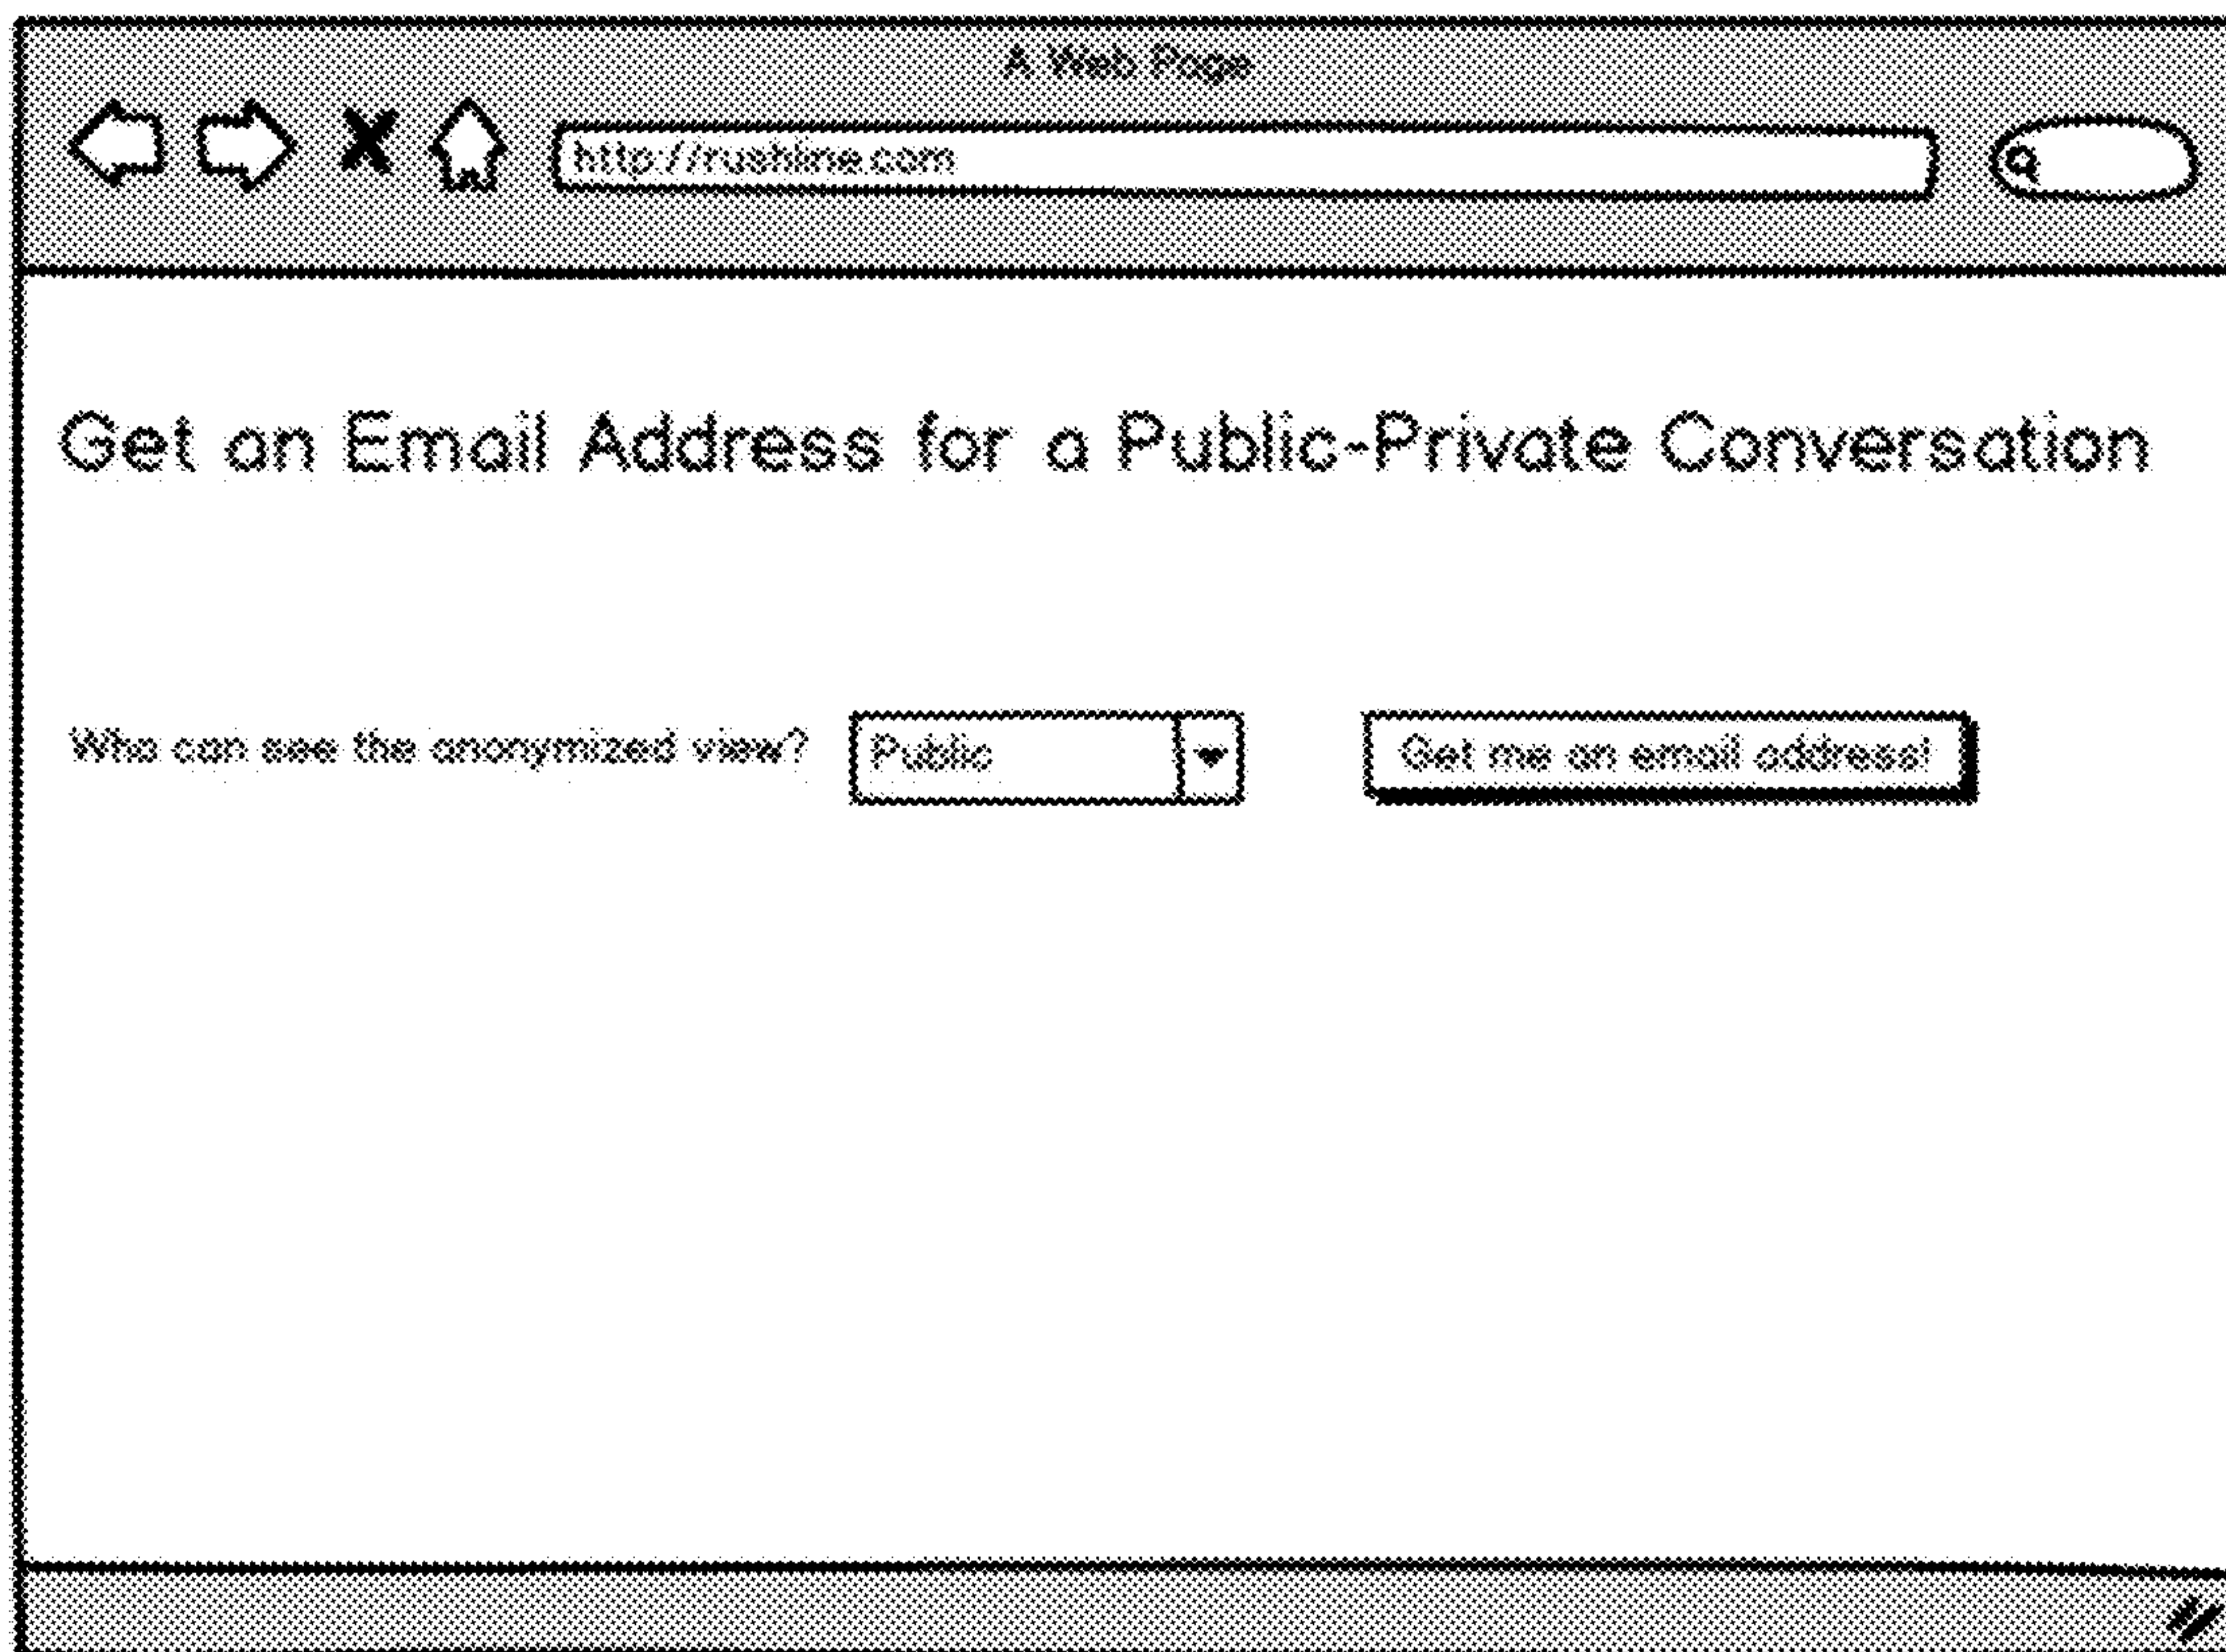 A Web Page
http://rushline.com
Get an Email Address for a Public-Private Conversation
Who can see the anonymized view? Public Get me an email address!